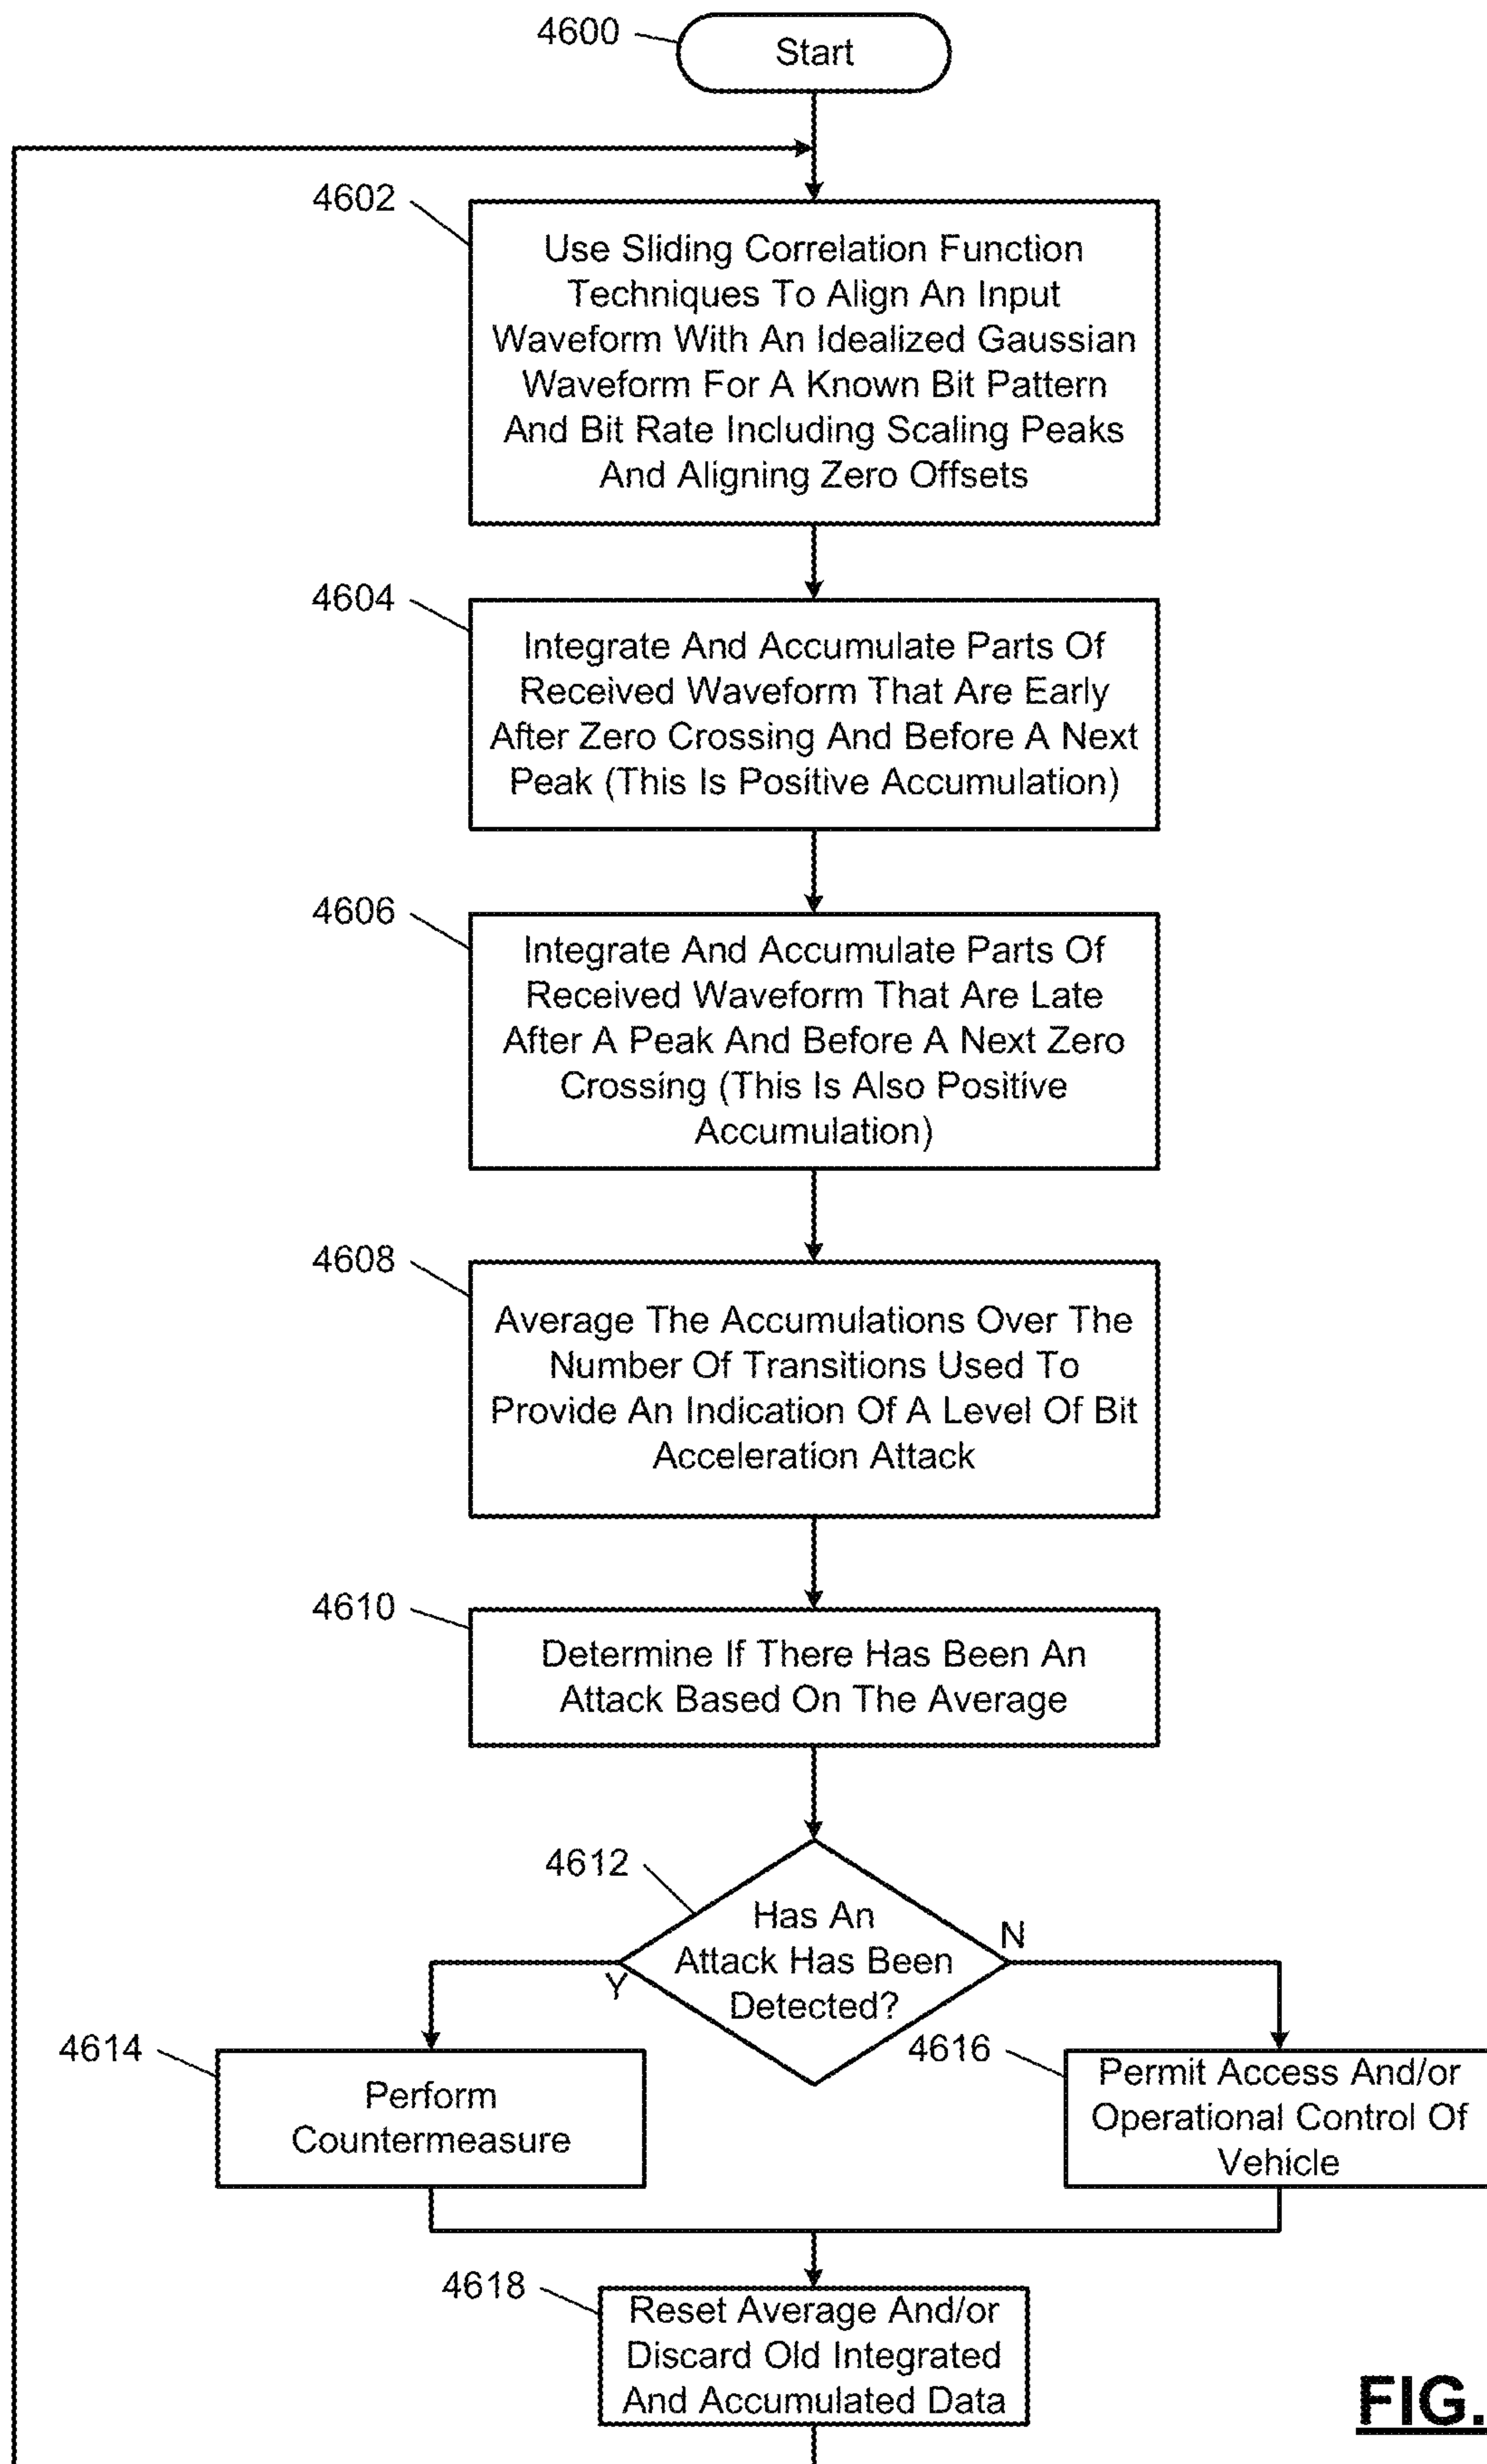 4600
Start
4602
Use Sliding Correlation Function
Techniques To Align An Input
Waveform With An Idealized Gaussian
Waveform For A Known Bit Pattern
And Bit Rate Including Scaling Peaks
And Aligning Zero Offsets
4604
Integrate And Accumulate Parts Of
Received Waveform That Are Early
After Zero Crossing And Before A Next
Peak (This Is Positive Accumulation)
4606
Integrate And Accumulate Parts Of
Received Waveform That Are Late
After A Peak And Before A Next Zero
Crossing (This Is Also Positive
Accumulation)
4608
Average The Accumulations Over The
Number Of Transitions Used To
Provide An Indication Of A Level Of Bit
Acceleration Attack
4610
Determine If There Has Been An
Attack Based On The Average
4612
Has An
Attack Has Been
Detected?
Y
N
4614
Perform
Countermeasure
4616
Permit Access And/or
Operational Control Of
Vehicle
4618
Reset Average And/or
Discard Old Integrated
And Accumulated Data
FIG.